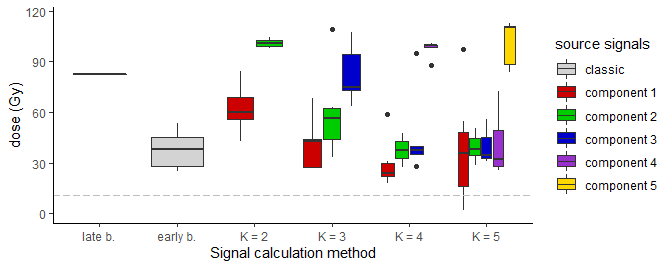 120
90
60
30
0
dose (Gy)
late b.
early b.
K = 2
K = 3
K = 4
K = 5
Signal calculation method
source signals
classic
component 1
component 2
component 3
component 4
component 5